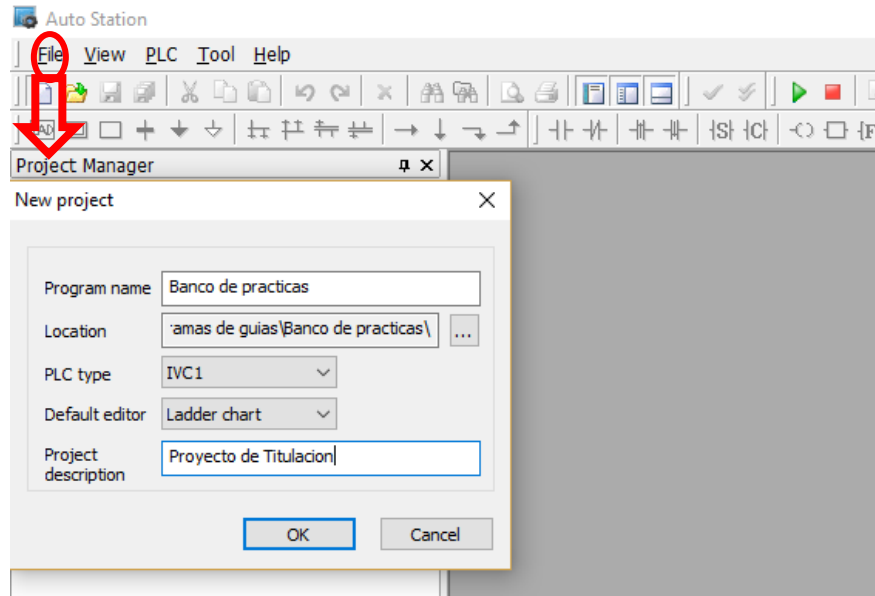 Auto Station
File View PLC Tool Help
Project Manager
New project
Program name Banco de practicas
Location ramas de guias\Banco de practicas\ ...
PLC type IVC1
Default editor Ladder chart
Project Proyecto de Titulacion
description
OK Cancel